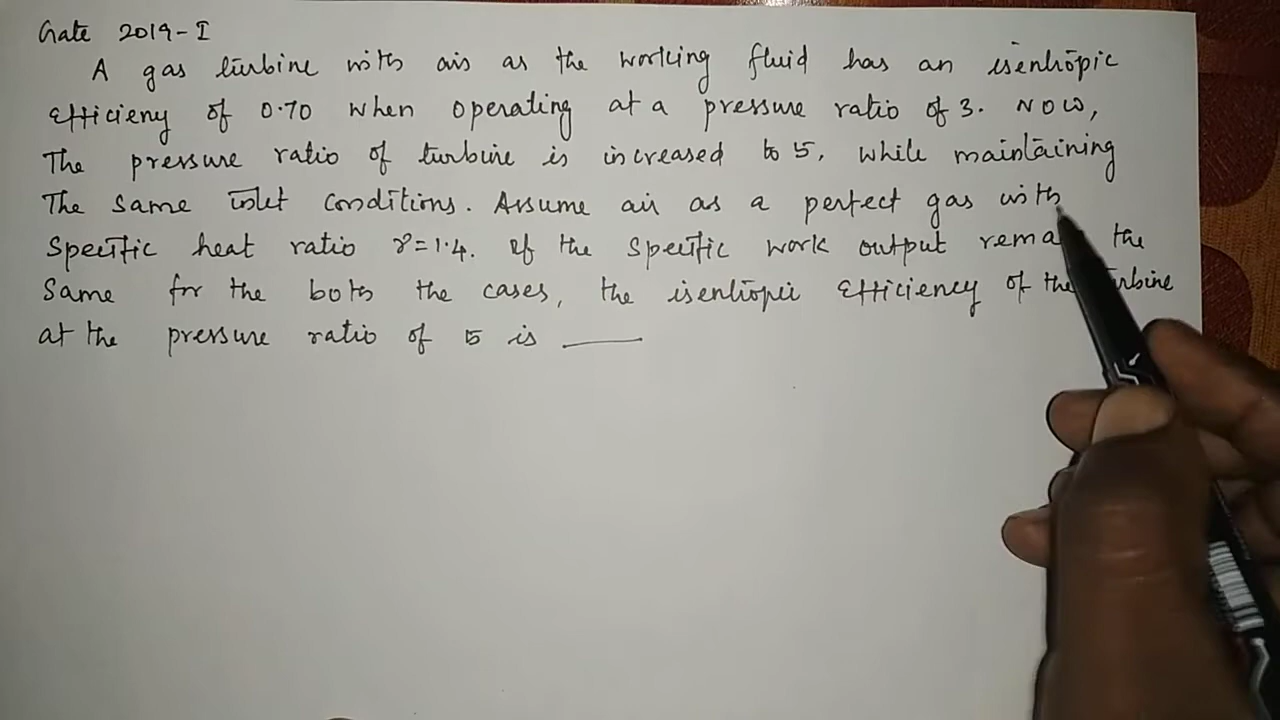 Gate 2019-I
A gas turbine with air as the working fluid has an isentropic
Efficieny of 0.70 when operating at a pressure ratio of 3. NOW,
The pressure ratio of turbine is increased to 5, while maintaining
The same inlet conditions. Assume air as a perfect gas with
Specific heat ratio γ=1.4. If the specific work output rema the
Same for the both the cases, the isentropic Efficiency of the turbine
at the pressure ratio of 5 is